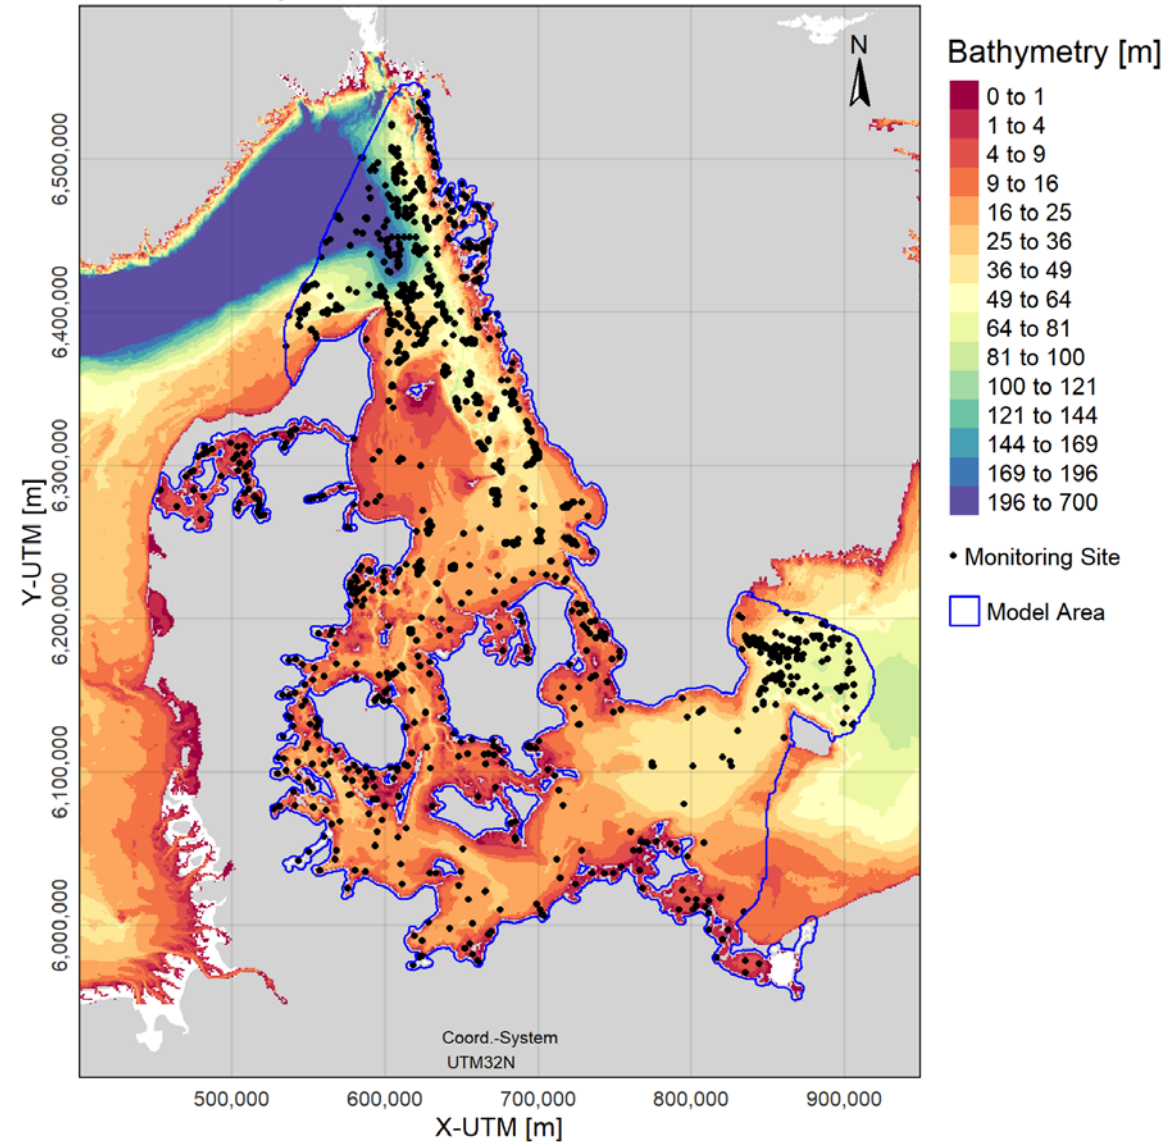 N
Bathymetry [m]
0 to 1
1 to 4
4 to 9
9 to 16
16 to 25
25 to 36
36 to 49
49 to 64
64 to 81
81 to 100
100 to 121
121 to 144
144 to 169
169 to 196
196 to 700
Monitoring Site
Model Area
Y-UTM [m]
6,500,000
6,400,000
6,300,000
6,200,000
6,100,000
6,000,000
Coord.-System
UTM32N
500,000
600,000
700,000
800,000
900,000
X-UTM [m]